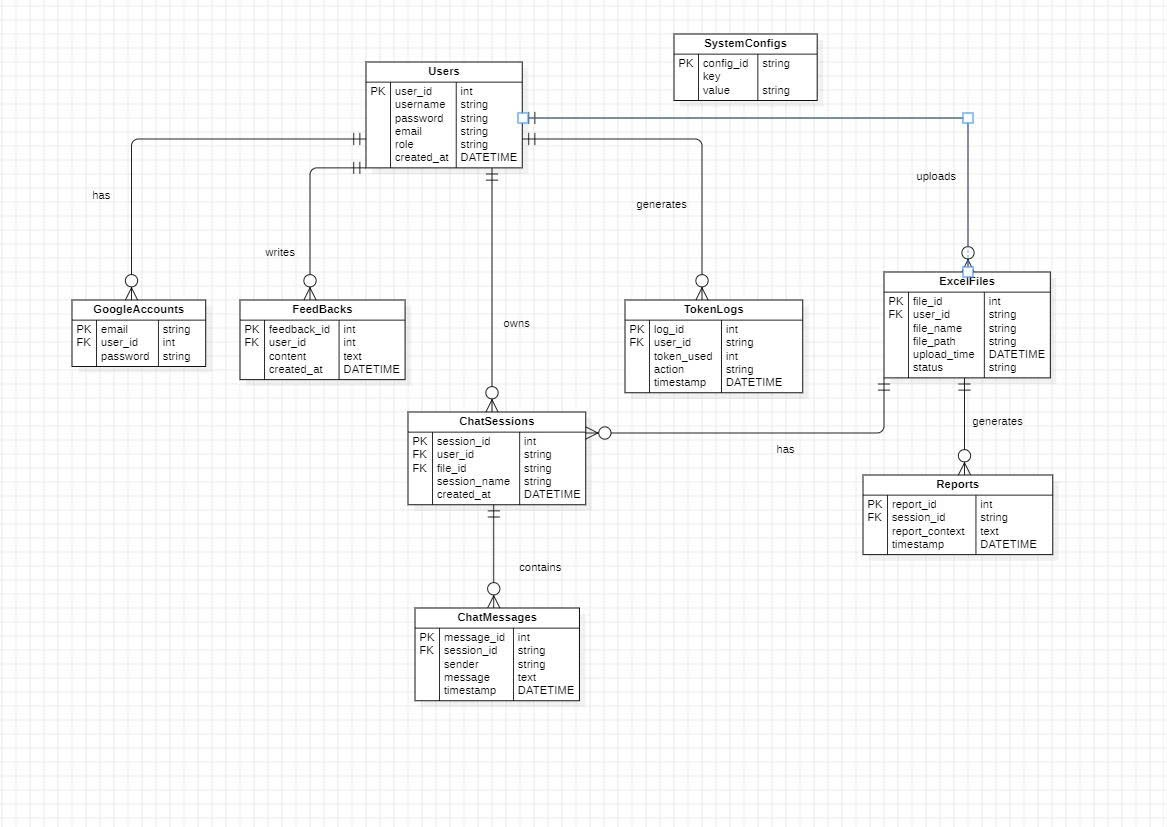 SystemConfigs
PK config_id string
key
value string
Users
PK user_id int
username string
password string
email string
role string
created_at DATETIME
has
writes
generates
uploads
GoogleAccounts
PK email string
FK user_id int
password string
FeedBacks
PK feedback_id int
FK user_id int
content text
created_at DATETIME
owns
TokenLogs
PK log_id int
FK user_id string
token_used int
action string
timestamp DATETIME
ExcelFiles
PK file_id int
FK user_id string
file_name string
file_path string
upload_time DATETIME
status string
ChatSessions
PK session_id int
FK user_id string
FK file_id string
session_name string
created_at DATETIME
has
generates
Reports
PK report_id int
FK session_id string
report_context text
timestamp DATETIME
contains
ChatMessages
PK message_id int
FK session_id string
sender string
message text
timestamp DATETIME